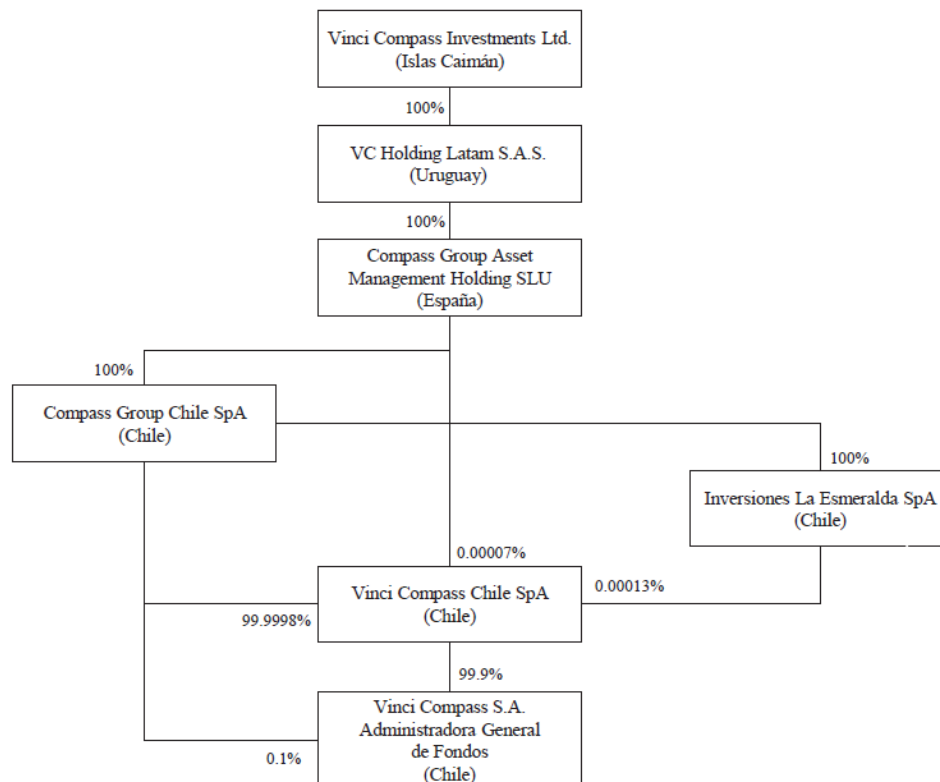 Vinci Compass Investments Ltd.
(Islas Caimán)
100%
VC Holding Latam S.A.S.
(Uruguay)
100%
Compass Group Asset
Management Holding SLU
(España)
100%
Compass Group Chile SpA
(Chile)
100%
Inversiones La Esmeralda SpA
(Chile)
0.00007%
Vinci Compass Chile SpA
(Chile)
0.00013%
99.9998%
99.9%
Vinci Compass S.A.
Administradora General
de Fondos
(Chile)
0.1%